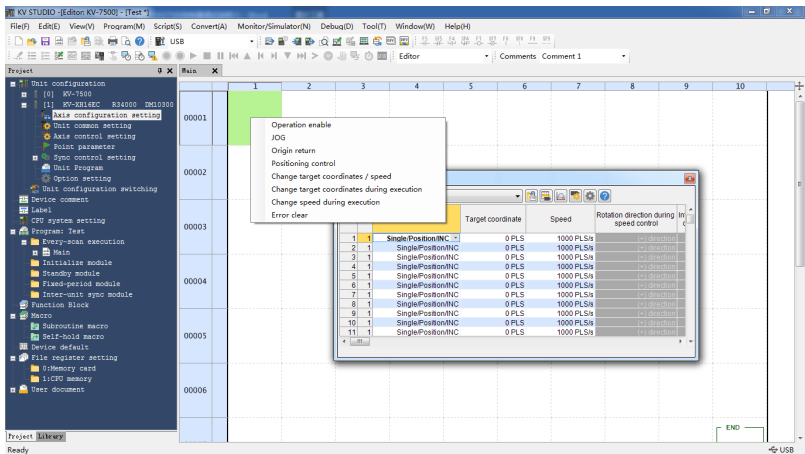 KV STUDIO -[Editon KV-7500] - [Test *]
File(F) Edit(E) View(V) Program(M) Script(S) Convert(A) Monitor/Simulator(N) Debug(D) Tool(T) Window(W) Help(H)
USB
Editor Comments Comment 1
Project Main
1 2 3 4 5 6 7 8 9 10
Unit configuration
[0] KV-7500
[1] KV-XH16EC R34000 DM10300
Axis configuration setting
Unit common setting
Axis control setting
Point parameter
Sync control setting
Unit Program
Option setting
Unit configuration switching
Device comment
Label
CPU system setting
Program: Test
Every-scan execution
Main
Initialize module
Standby module
Fixed-period module
Inter-unit sync module
Function Block
Macro
Subroutine macro
Self-hold macro
Device default
File register setting
0:Memory card
1:CPU memory
User document
Project Library
00001
00002
00003
00004
00005
00006
Operation enable
JOG
Origin return
Positioning control
Change target coordinates / speed
Change target coordinates during execution
Change speed during execution
Error clear
Target coordinate Speed Rotation direction during speed control
1 1 Single/Position/INC 0 PLS 1000 PLS/s (+) direction
2 1 Single/Position/INC 0 PLS 1000 PLS/s (+) direction
3 1 Single/Position/INC 0 PLS 1000 PLS/s (+) direction
4 1 Single/Position/INC 0 PLS 1000 PLS/s (+) direction
5 1 Single/Position/INC 0 PLS 1000 PLS/s (+) direction
6 1 Single/Position/INC 0 PLS 1000 PLS/s (+) direction
7 1 Single/Position/INC 0 PLS 1000 PLS/s (+) direction
8 1 Single/Position/INC 0 PLS 1000 PLS/s (+) direction
9 1 Single/Position/INC 0 PLS 1000 PLS/s (+) direction
10 1 Single/Position/INC 0 PLS 1000 PLS/s (+) direction
11 1 Single/Position/INC 0 PLS 1000 PLS/s (+) direction
END
Ready USB